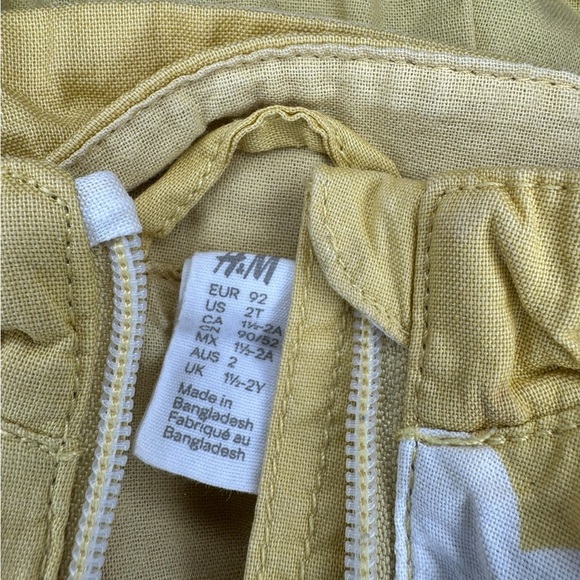 H&M
EUR 92
US 2T
CA 1½-2A
CN 90/52
MX 1½-2A
AUS 2
UK 1½-2Y
Made in
Bangladesh
Fabriqué au
Bangladesh